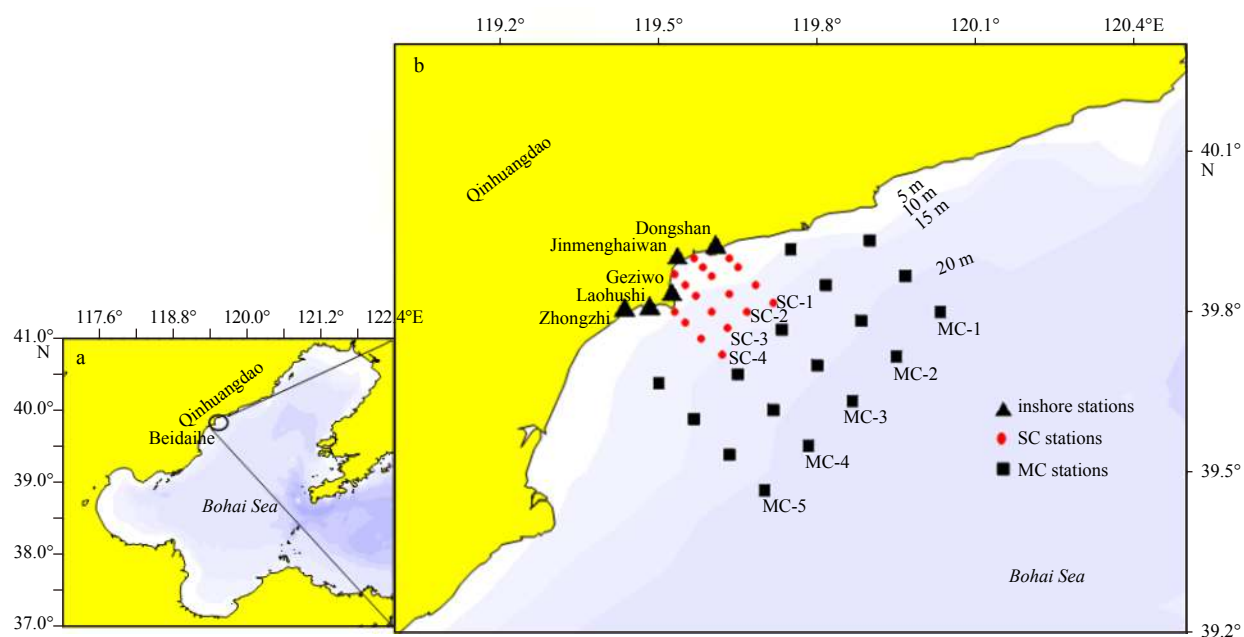 119.2° 119.5° 119.8° 120.1° 120.4°E
b
40.1°
N
Qinhuangdao
5 m
10 m
15 m
20 m
Dongshan
Jinmenghaiwan
Geziwo
Laohushi
Zhongzhi
SC-1
SC-2
SC-3
SC-4
39.8°
MC-1
MC-2
MC-3
MC-4
MC-5
inshore stations
SC stations
MC stations
39.5°
Bohai Sea
39.2°
117.6° 118.8° 120.0° 121.2° 122.4°E
41.0°
N
a
40.0°
39.0°
38.0°
37.0°
Qinhuangdao
Beidaihe
Bohai Sea